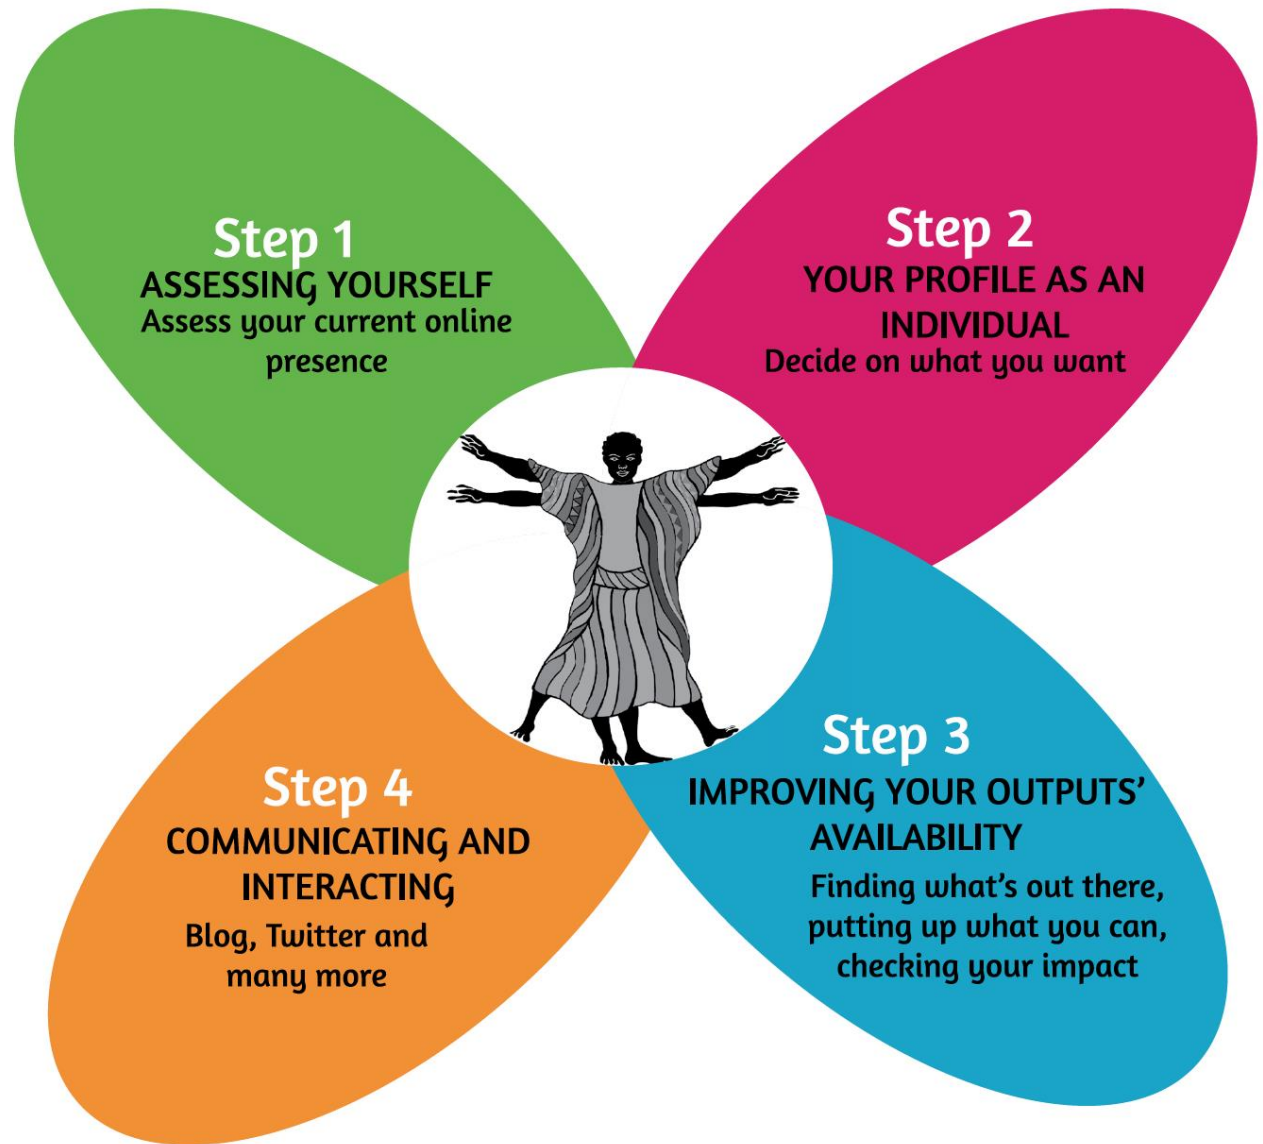 Step 1
ASSESSING YOURSELF
Assess your current online
presence
Step 2
YOUR PROFILE AS AN
INDIVIDUAL
Decide on what you want
Step 3
IMPROVING YOUR OUTPUTS’
AVAILABILITY
Finding what’s out there,
putting up what you can,
checking your impact
Step 4
COMMUNICATING AND
INTERACTING
Blog, Twitter and
many more